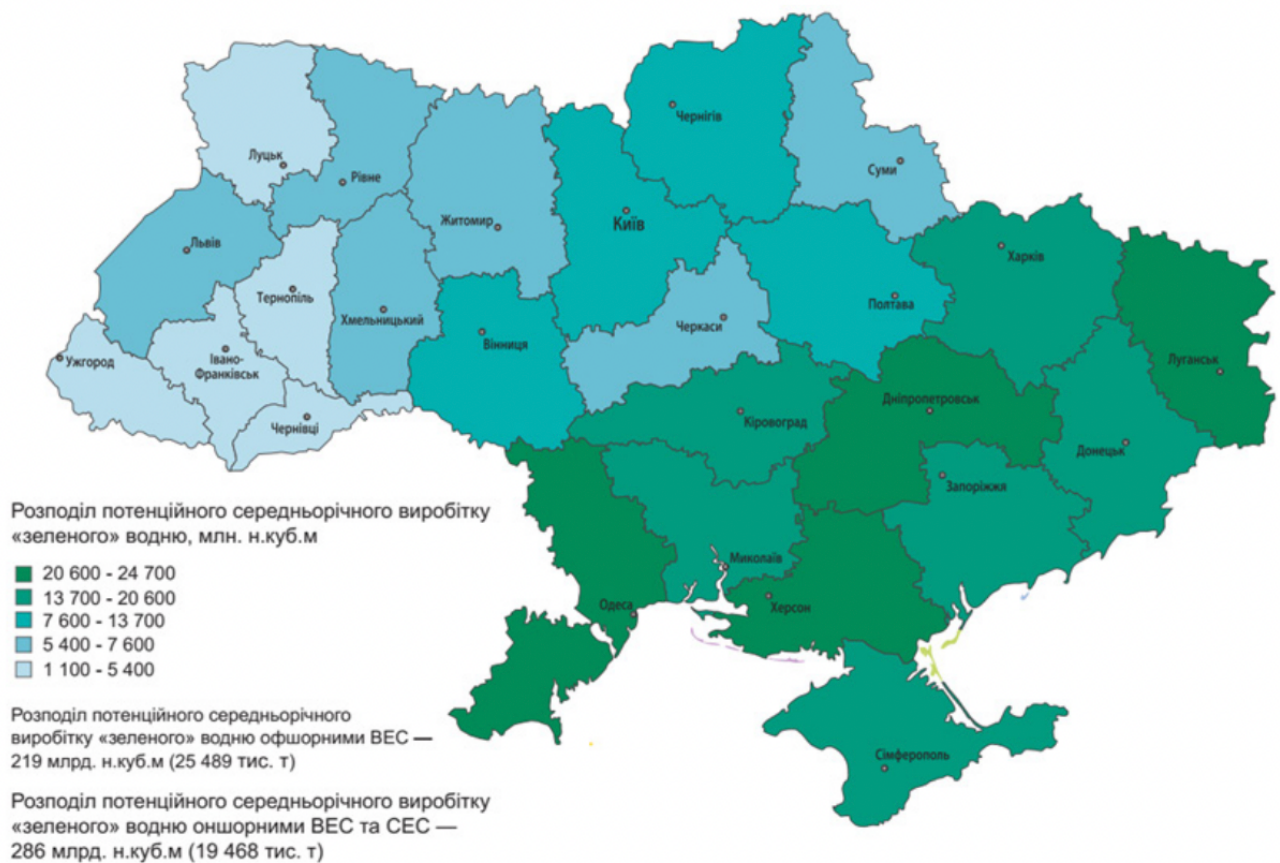 Чернігів
Луцьк
Рівне
Суми
Житомир
Київ
Львів
Харків
Тернопіль
Хмельницький
Полтава
Черкаси
Вінниця
Ужгород
Івано-
Франківськ
Луганськ
Дніпропетровськ
Чернівці
Кіровоград
Донецьк
Запоріжжя
Миколаїв
Одеса
Херсон
Сімферополь
Розподіл потенційного середньорічного виробітку
«зеленого» водню, млн. н.куб.м
20 600 - 24 700
13 700 - 20 600
7 600 - 13 700
5 400 - 7 600
1 100 - 5 400
Розподіл потенційного середньорічного
виробітку «зеленого» водню офшорними ВЕС —
219 млрд. н.куб.м (25 489 тис. т)
Розподіл потенційного середньорічного виробітку
«зеленого» водню оншорними ВЕС та СЕС —
286 млрд. н.куб.м (19 468 тис. т)